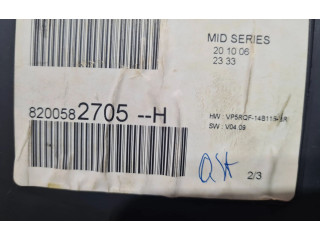 MID SERIES
20 10 06
23 33
8200582705 --H
SW : V04.09
2/3